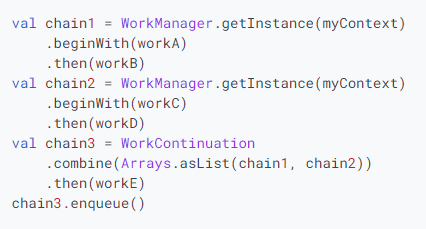 val chain1 = WorkManager.getInstance(myContext)
    .beginWith(workA)
    .then(workB)
val chain2 = WorkManager.getInstance(myContext)
    .beginWith(workC)
    .then(workD)
val chain3 = WorkContinuation
    .combine(Arrays.asList(chain1, chain2))
    .then(workE)
chain3.enqueue()